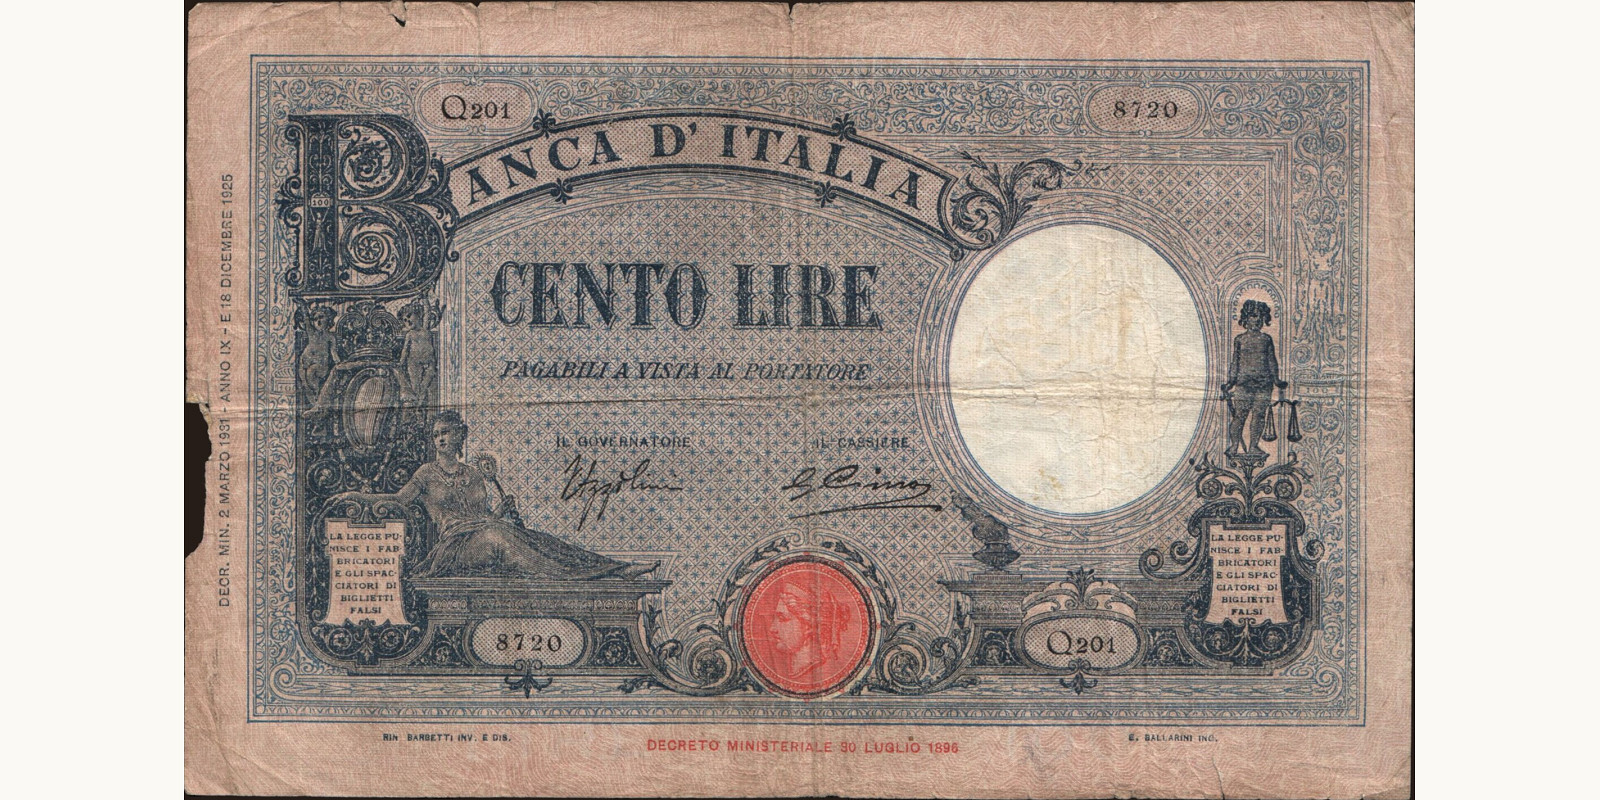 Q201
8720
BANCA D'ITALIA
100
CENTO LIRE
PAGABILI A VISTA AL PORTATORE
IL GOVERNATORE
IL CASSIERE
DECR. MIN. 2 MARZO 1931 - ANNO IX - E 18 DICEMBRE 1925
LA LEGGE PU-
NISCE I FAB-
BRICATORI
E GLI SPAC-
CIATORI DI
BIGLIETTI
FALSI
LA LEGGE PU-
NISCE I FAB-
BRICATORI
E GLI SPAC-
CIATORI DI
BIGLIETTI
FALSI
8720
Q201
RIN. BARBETTI INV. E DIS.
DECRETO MINISTERIALE 30 LUGLIO 1896
E. BALLARINI INC.